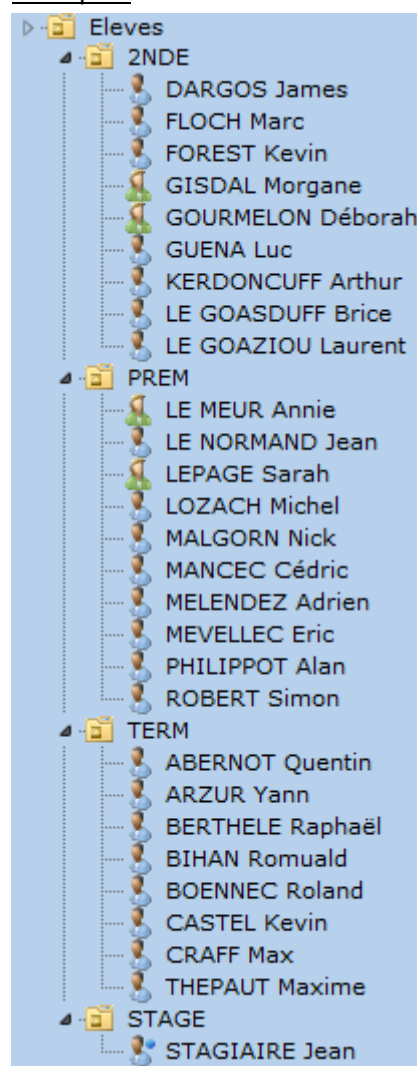 Eleves
2NDE
DARGOS James
FLOCH Marc
FOREST Kevin
GISDAL Morgane
GOURMELON Déborah
GUENA Luc
KERDONCUFF Arthur
LE GOASDUFF Brice
LE GOAZIOU Laurent
PREM
LE MEUR Annie
LE NORMAND Jean
LEPAGE Sarah
LOZACH Michel
MALGORN Nick
MANCEC Cédric
MELENDEZ Adrien
MEVELLEC Eric
PHILIPPOT Alan
ROBERT Simon
TERM
ABERNOT Quentin
ARZUR Yann
BERTHELE Raphaël
BIHAN Romuald
BOENNEC Roland
CASTEL Kevin
CRAFF Max
THEPAUT Maxime
STAGE
STAGIAIRE Jean